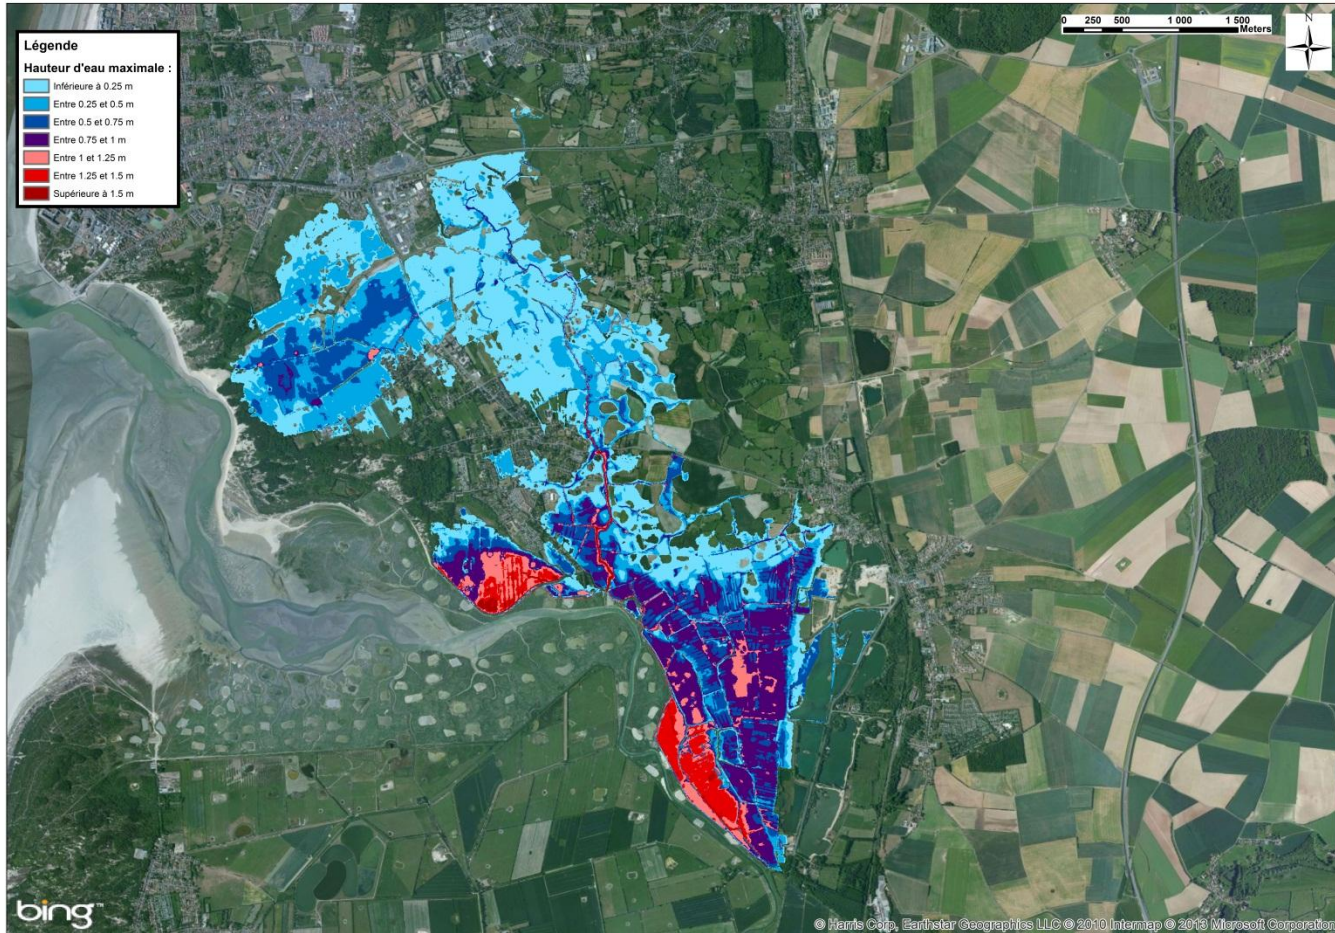 Légende
Hauteur d'eau maximale :
Inférieure à 0.25 m
Entre 0.25 et 0.5 m
Entre 0.5 et 0.75 m
Entre 0.75 et 1 m
Entre 1 et 1.25 m
Entre 1.25 et 1.5 m
Supérieure à 1.5 m
0 250 500 1 000 1 500
Meters
N
bing™
© Harris Corp, Earthstar Geographics LLC © 2010 Intermap © 2013 Microsoft Corporation